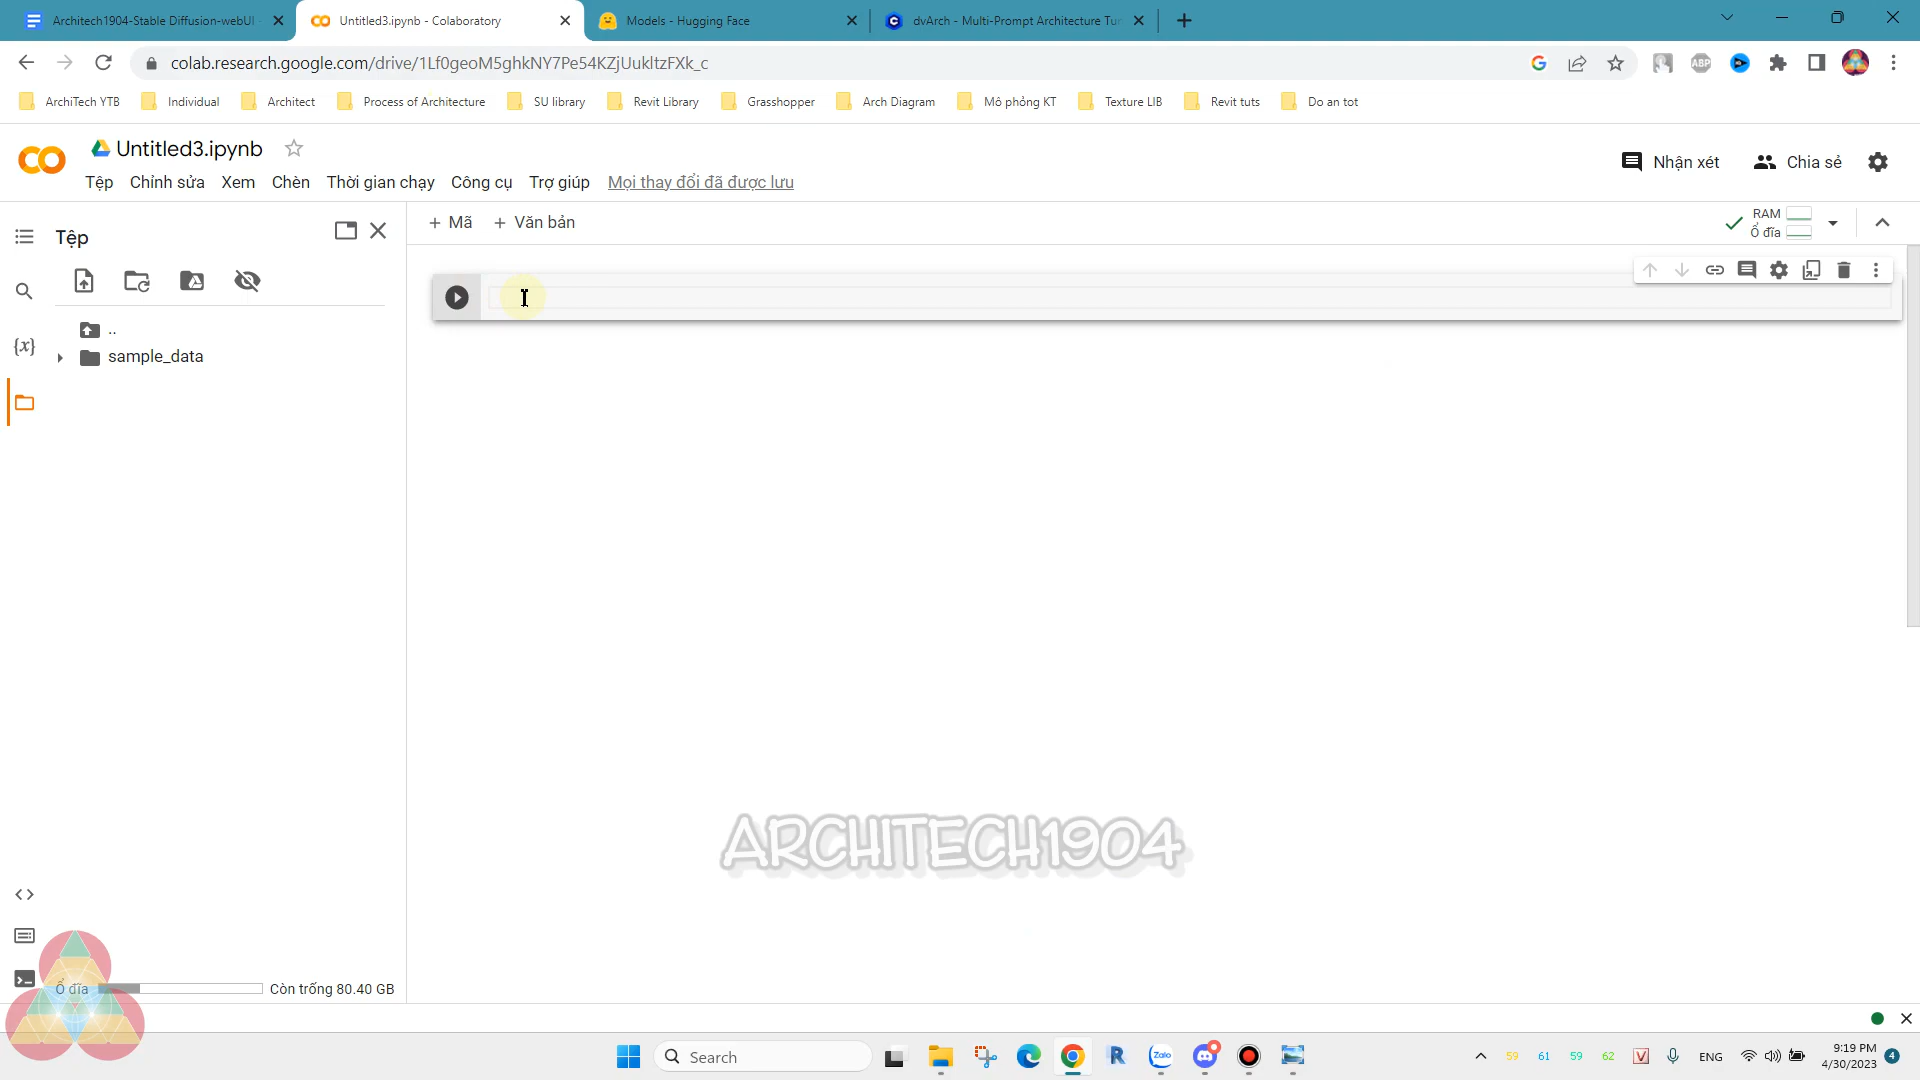 Architech1904-Stable Diffusion-webUI
Untitled3.ipynb - Colaboratory
Models - Hugging Face
dvArch - Multi-Prompt Architecture Tun
colab.research.google.com/drive/1Lf0geoM5ghkNY7Pe54KZjUukltzFXk_c
ABP
ArchiTech YTB
Individual
Architect
Process of Architecture
SU library
Revit Library
Grasshopper
Arch Diagram
Mô phỏng KT
Texture LIB
Revit tuts
Do an tot
Untitled3.ipynb
Nhận xét
Chia sẻ
Tệp Chỉnh sửa Xem Chèn Thời gian chạy Công cụ Trợ giúp Mọi thay đổi đã được lưu
Tệp
+ Mã + Văn bản
RAM
Ổ đĩa
{x}
..
sample_data
ARCHITECH1904
Ổ đĩa
Còn trống 80.40 GB
Search
Zalo
59 61 59 62
ENG
9:19 PM
4/30/2023
4